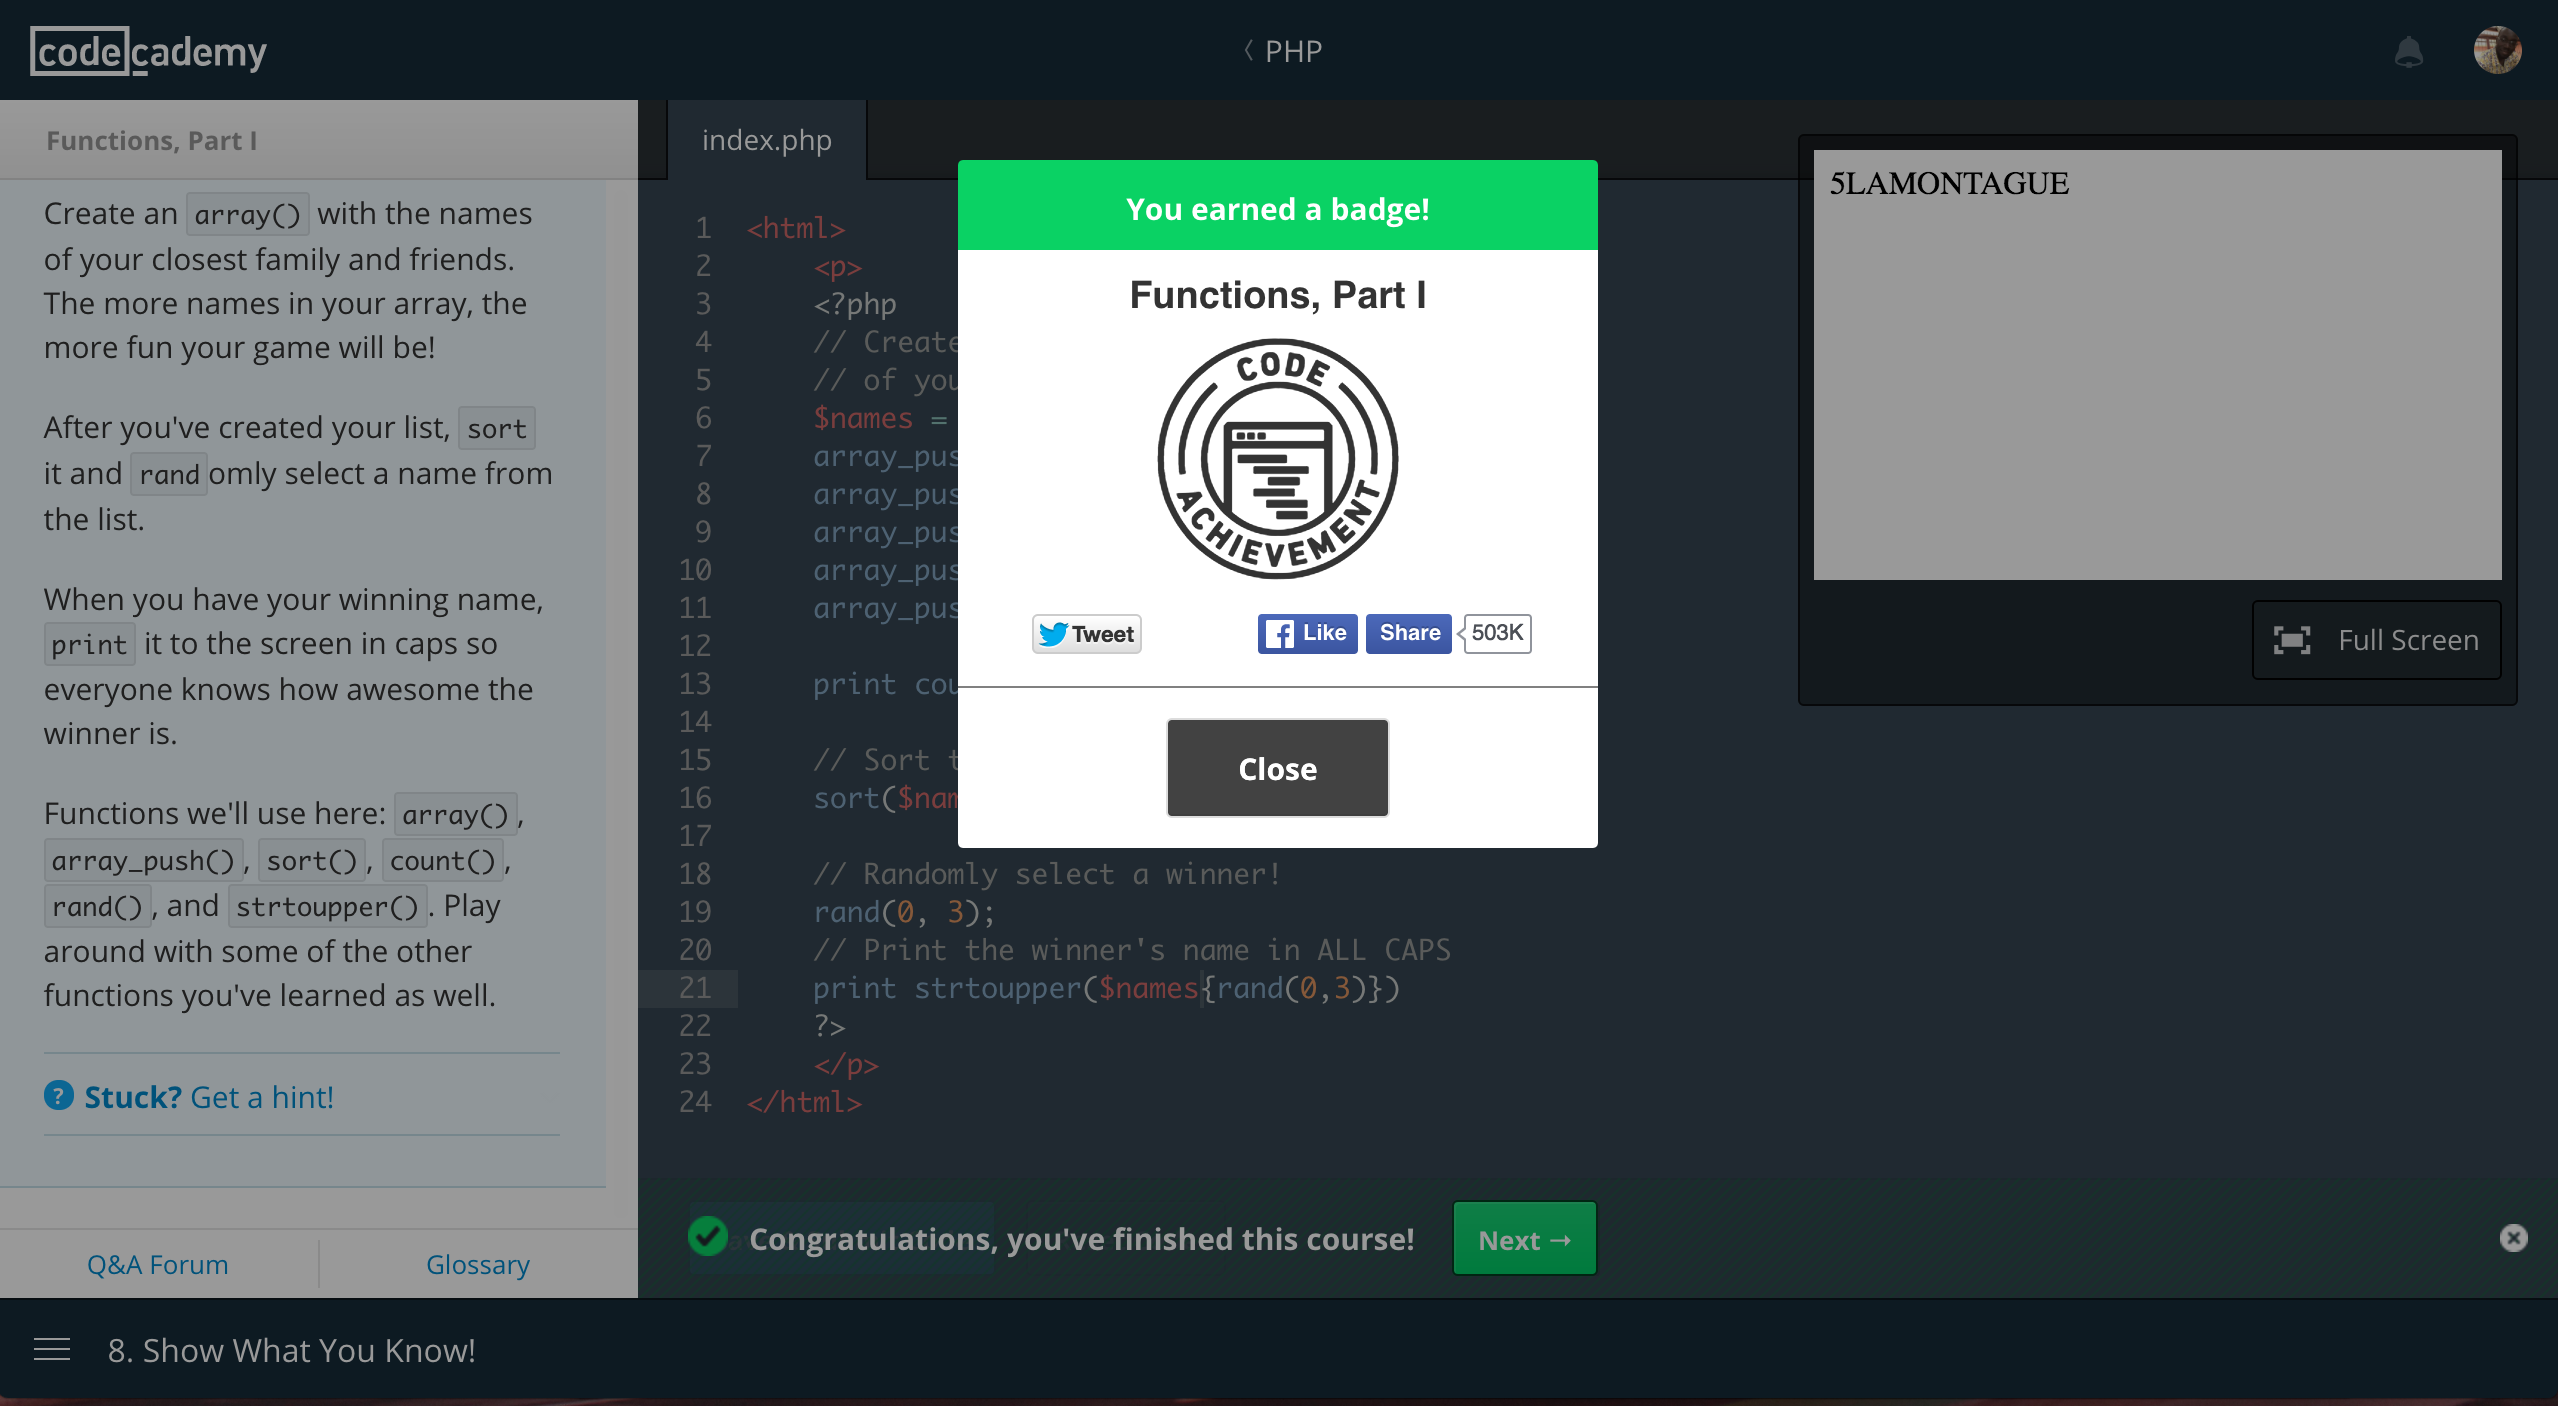 codecademy
PHP
Functions, Part I
Create an array() with the names
of your closest family and friends.
The more names in your array, the
more fun your game will be!
After you've created your list, sort
it and randomly select a name from
the list.
When you have your winning name,
print it to the screen in caps so
everyone knows how awesome the
winner is.
Functions we'll use here: array(),
array_push(), sort(), count(),
rand(), and strtoupper(). Play
around with some of the other
functions you've learned as well.
? Stuck? Get a hint!
Q&A Forum
Glossary
index.php
1 <html>
2 <p>
3 <?php
4 // Create
5 // of you
6 $names =
7 array_pus
8 array_pus
9 array_pus
10 array_pus
11 array_pus
12
13 print cou
14
15 // Sort t
16 sort($nam
17
18 // Randomly select a winner!
19 rand(0, 3);
20 // Print the winner's name in ALL CAPS
21 print strtoupper($names{rand(0,3)})
22 ?>
23 </p>
24 </html>
You earned a badge!
Functions, Part I
CODE
ACHIEVEMENT
Tweet
Like
Share
503K
Close
5LAMONTAGUE
Full Screen
Congratulations, you've finished this course!
Next →
8. Show What You Know!